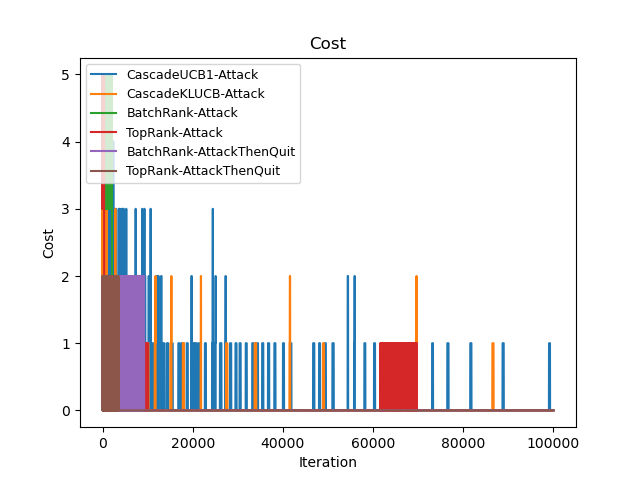 Cost
5
4
3
2
1
0
Cost
CascadeUCB1-Attack
CascadeKLUCB-Attack
BatchRank-Attack
TopRank-Attack
BatchRank-AttackThenQuit
TopRank-AttackThenQuit
0 20000 40000 60000 80000 100000
Iteration